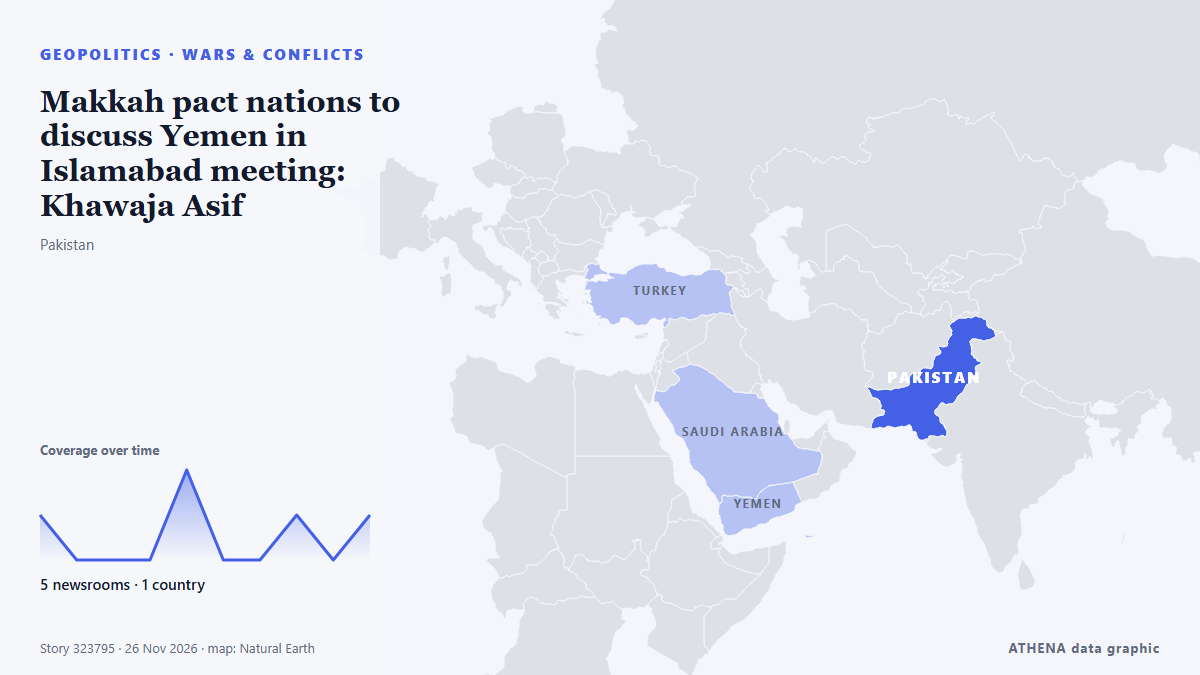 GEOPOLITICS · WARS & CONFLICTS
Makkah pact nations to
discuss Yemen in
Islamabad meeting:
Khawaja Asif
Pakistan
TURKEY
PAKISTAN
SAUDI ARABIA
YEMEN
Coverage over time
5 newsrooms · 1 country
Story 323795 · 26 Nov 2026 · map: Natural Earth
ATHENA data graphic